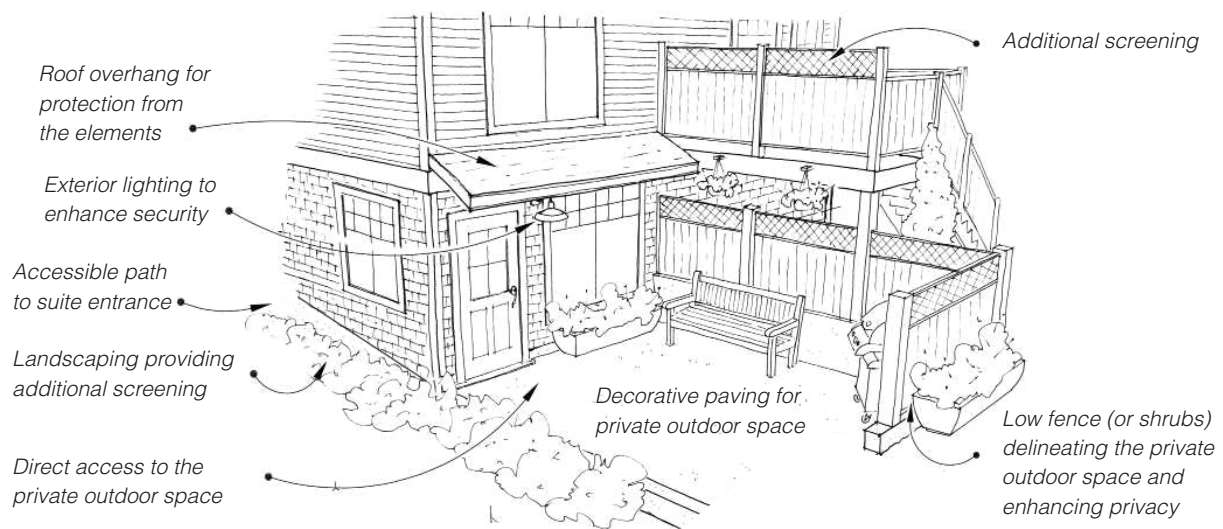 Additional screening
Roof overhang for
protection from
the elements
Exterior lighting to
enhance security
Accessible path
to suite entrance
Landscaping providing
additional screening
Decorative paving for
private outdoor space
Low fence (or shrubs)
delineating the private
outdoor space and
enhancing privacy
Direct access to the
private outdoor space